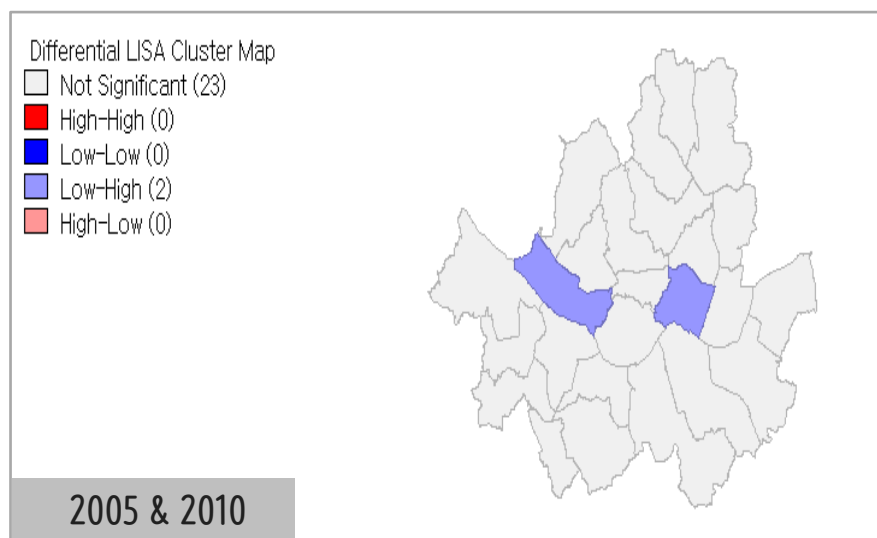 Differential LISA Cluster Map
Not Significant (23)
High-High (0)
Low-Low (0)
Low-High (2)
High-Low (0)
2005 & 2010